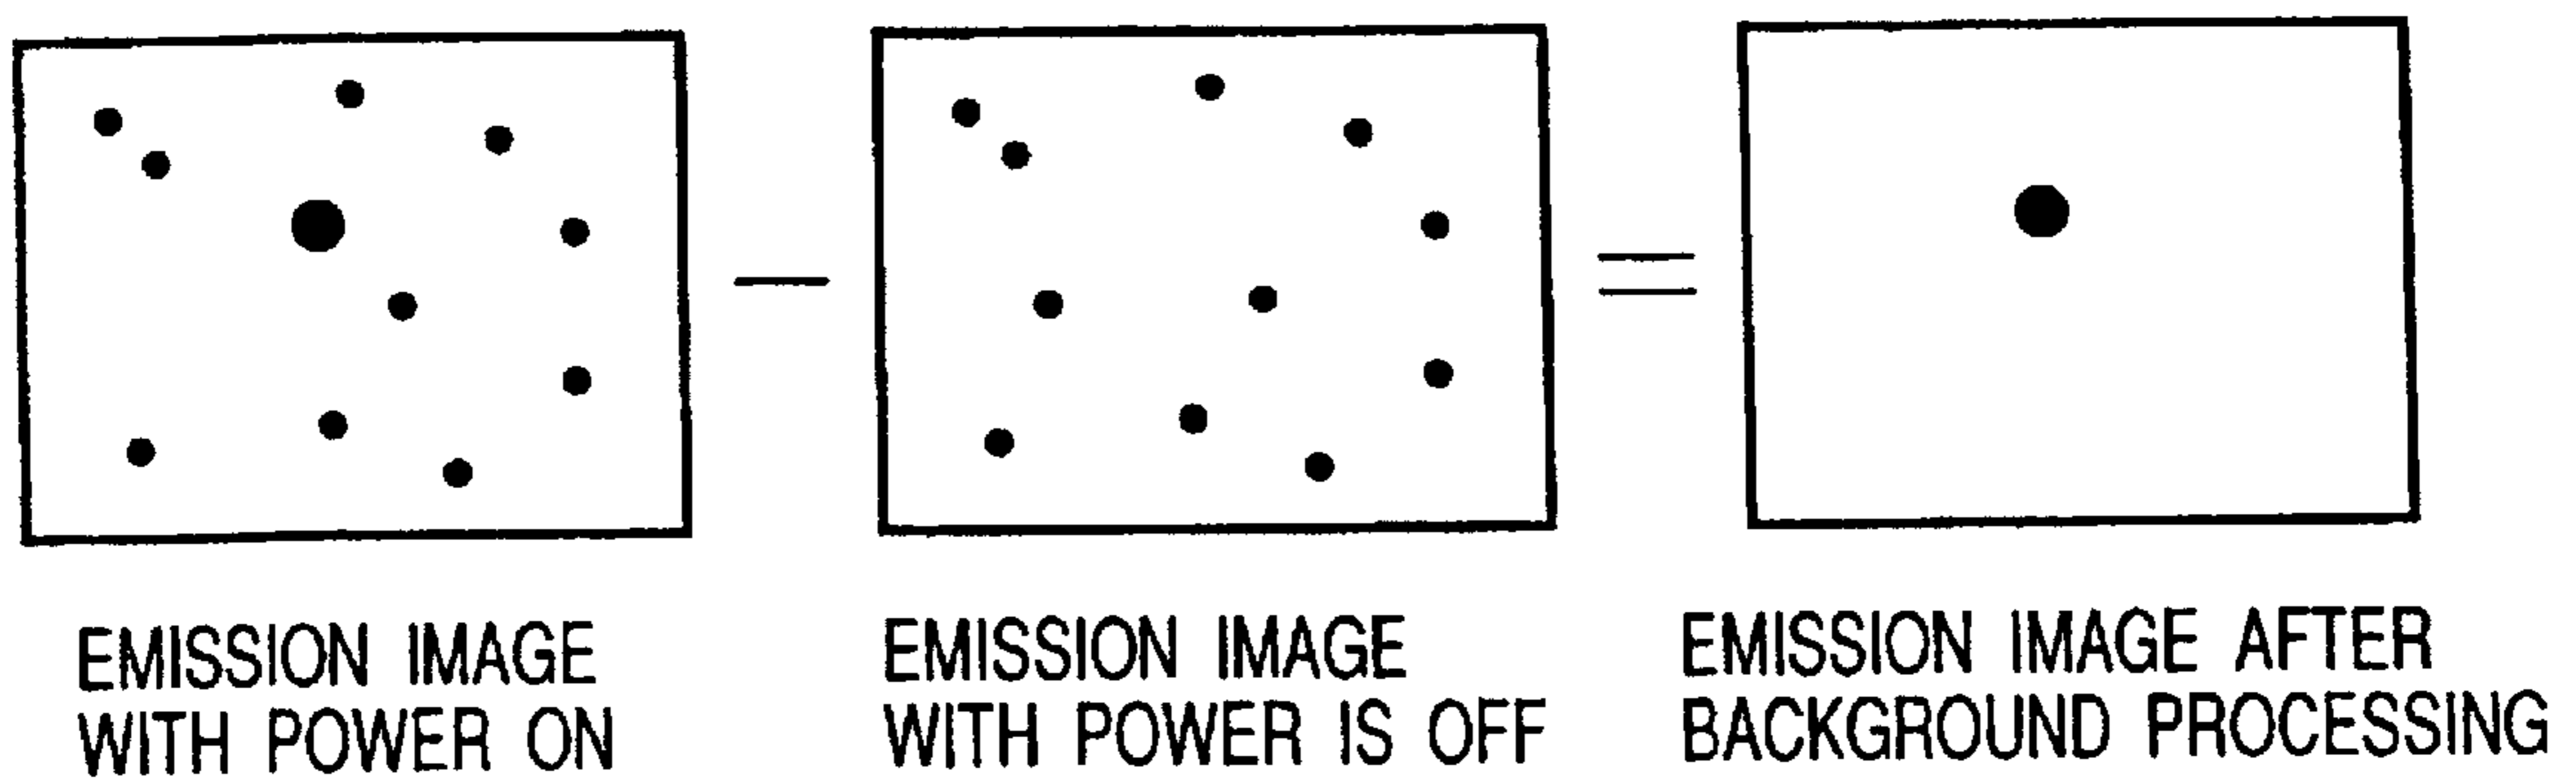 EMISSION IMAGE
WITH POWER ON
EMISSION IMAGE
WITH POWER IS OFF
EMISSION IMAGE AFTER
BACKGROUND PROCESSING